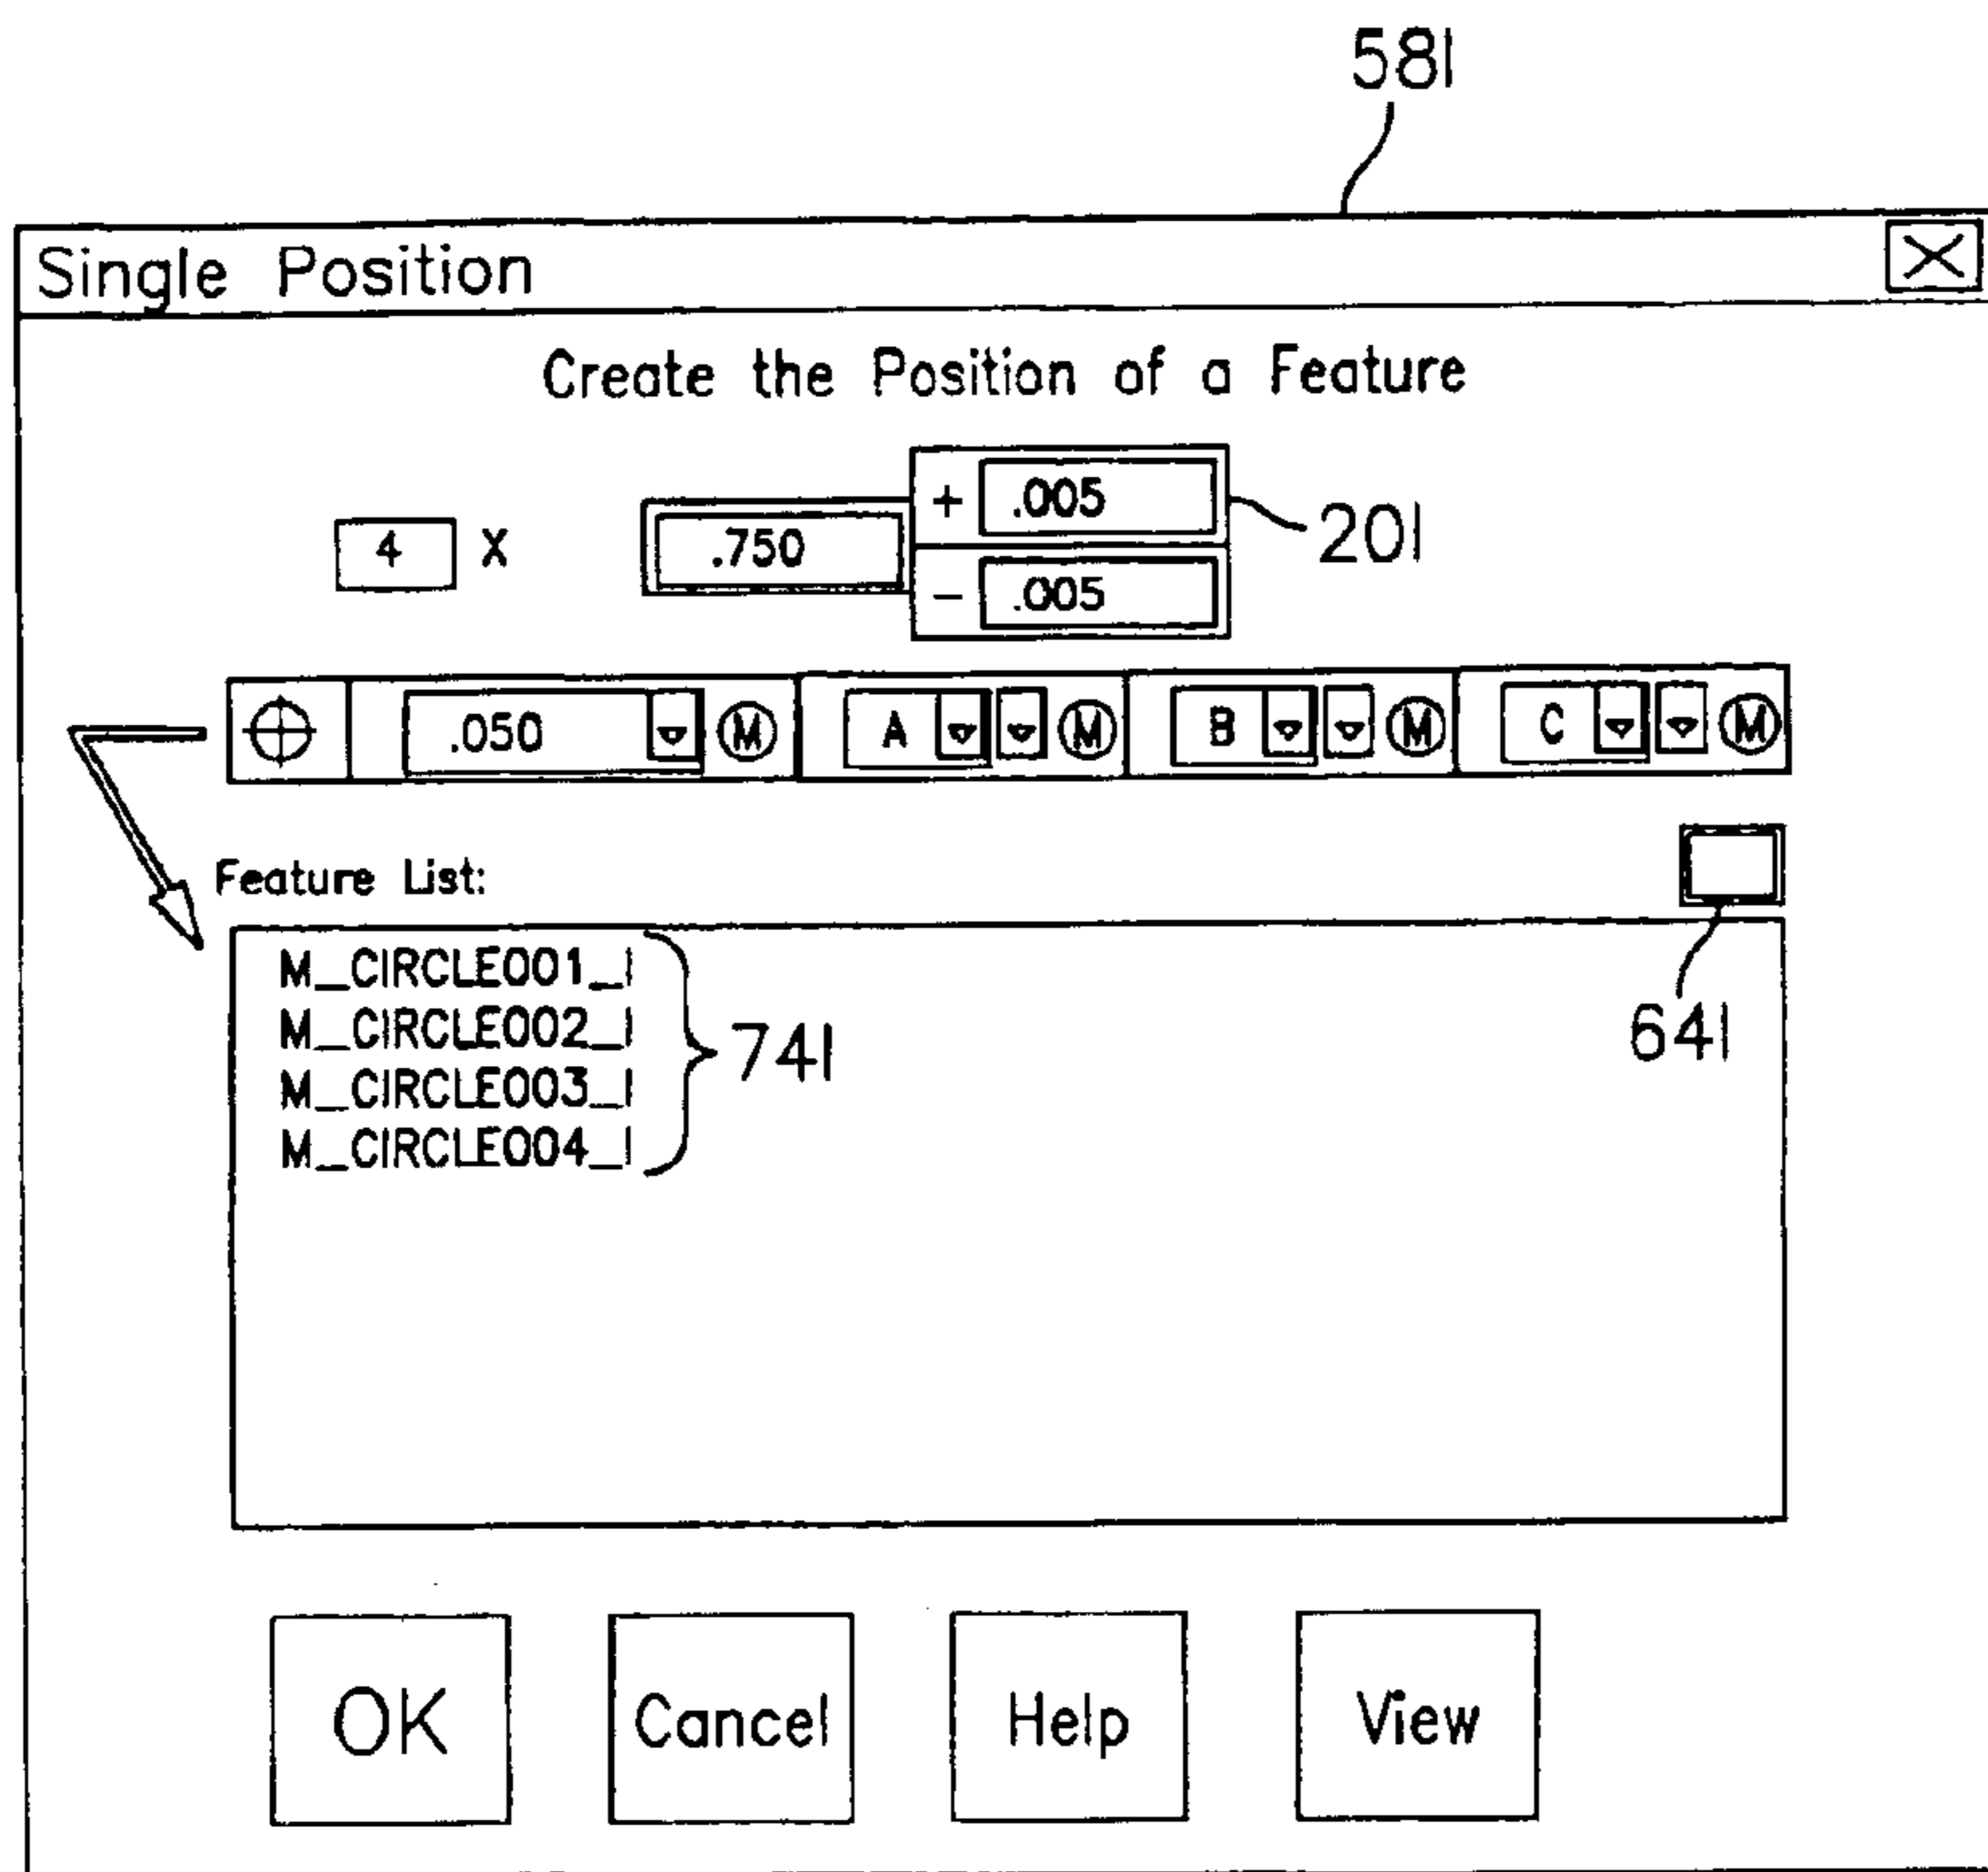 581
Single Position X
Create the Position of a Feature
4 X .750 + .005
- .005
201
⌖ .050 Ⓜ A Ⓜ B Ⓜ C Ⓜ
Feature List:
M_CIRCLE001_I
M_CIRCLE002_I
M_CIRCLE003_I
M_CIRCLE004_I
741
641
OK Cancel Help View